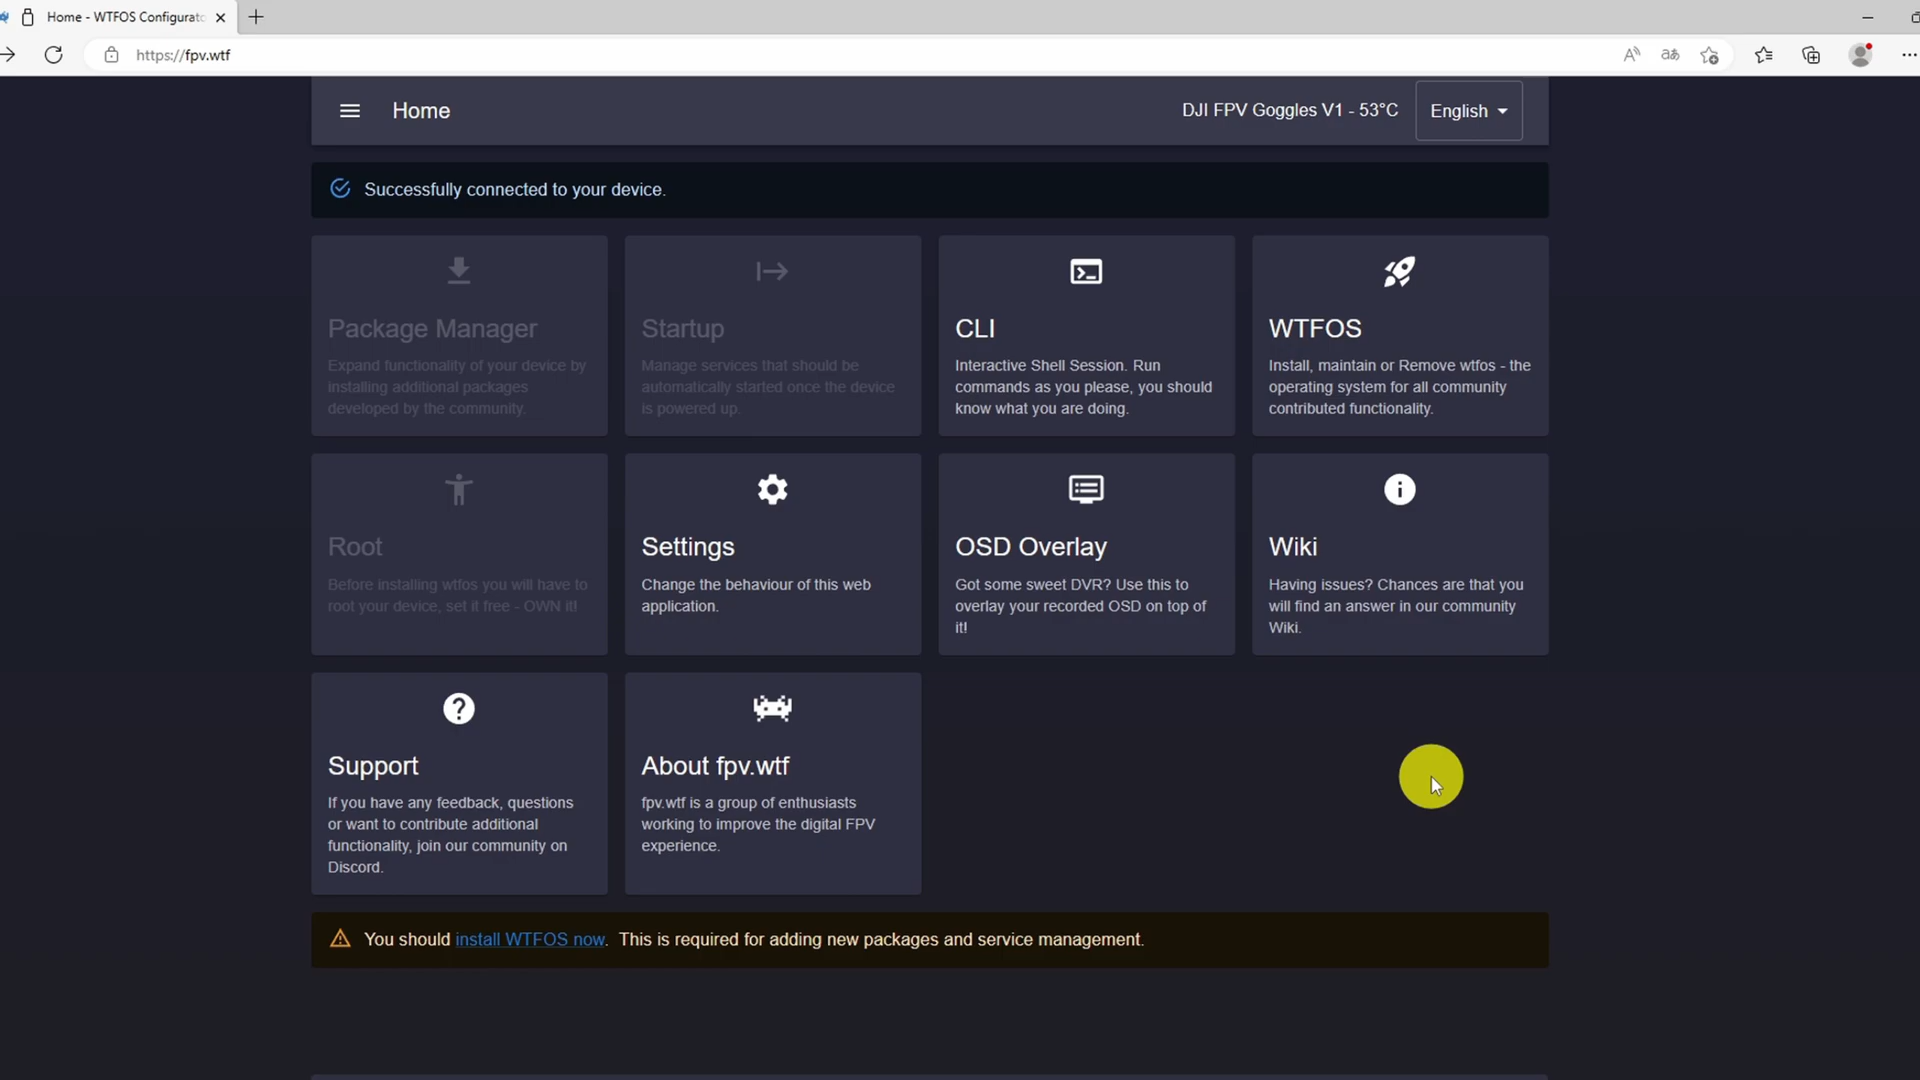 Home - WTFOS Configurato
https://fpv.wtf
aあ
Home
DJI FPV Goggles V1 - 53°C
English
Successfully connected to your device.
Package Manager
Expand functionality of your device by
installing additional packages
developed by the community.
Startup
Manage services that should be
automatically started once the device
is powered up.
CLI
Interactive Shell Session. Run
commands as you please, you should
know what you are doing.
WTFOS
Install, maintain or Remove wtfos - the
operating system for all community
contributed functionality.
Root
Before installing wtfos you will have to
root your device, set it free - OWN it!
Settings
Change the behaviour of this web
application.
OSD Overlay
Got some sweet DVR? Use this to
overlay your recorded OSD on top of
it!
Wiki
Having issues? Chances are that you
will find an answer in our community
Wiki.
Support
If you have any feedback, questions
or want to contribute additional
functionality, join our community on
Discord.
About fpv.wtf
fpv.wtf is a group of enthusiasts
working to improve the digital FPV
experience.
You should install WTFOS now. This is required for adding new packages and service management.